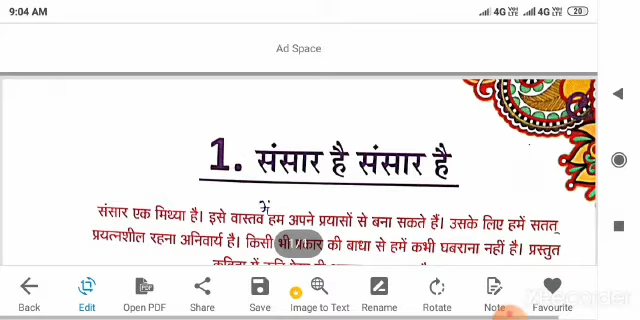 9:04 AM 4G VoLTE 4G VoLTE 20
Ad Space
1. संसार है संसार है
में
संसार एक मिथ्या है। इसे वास्तव हम अपने प्रयासों से बना सकते हैं। उसके लिए हमें सतत्
प्रयत्नशील रहना अनिवार्य है। किसी भी प्रकार की बाधा से हमें कभी घबराना नहीं है। प्रस्तुत
Back Edit Open PDF Share Save Image to Text Rename Rotate Note Favourite